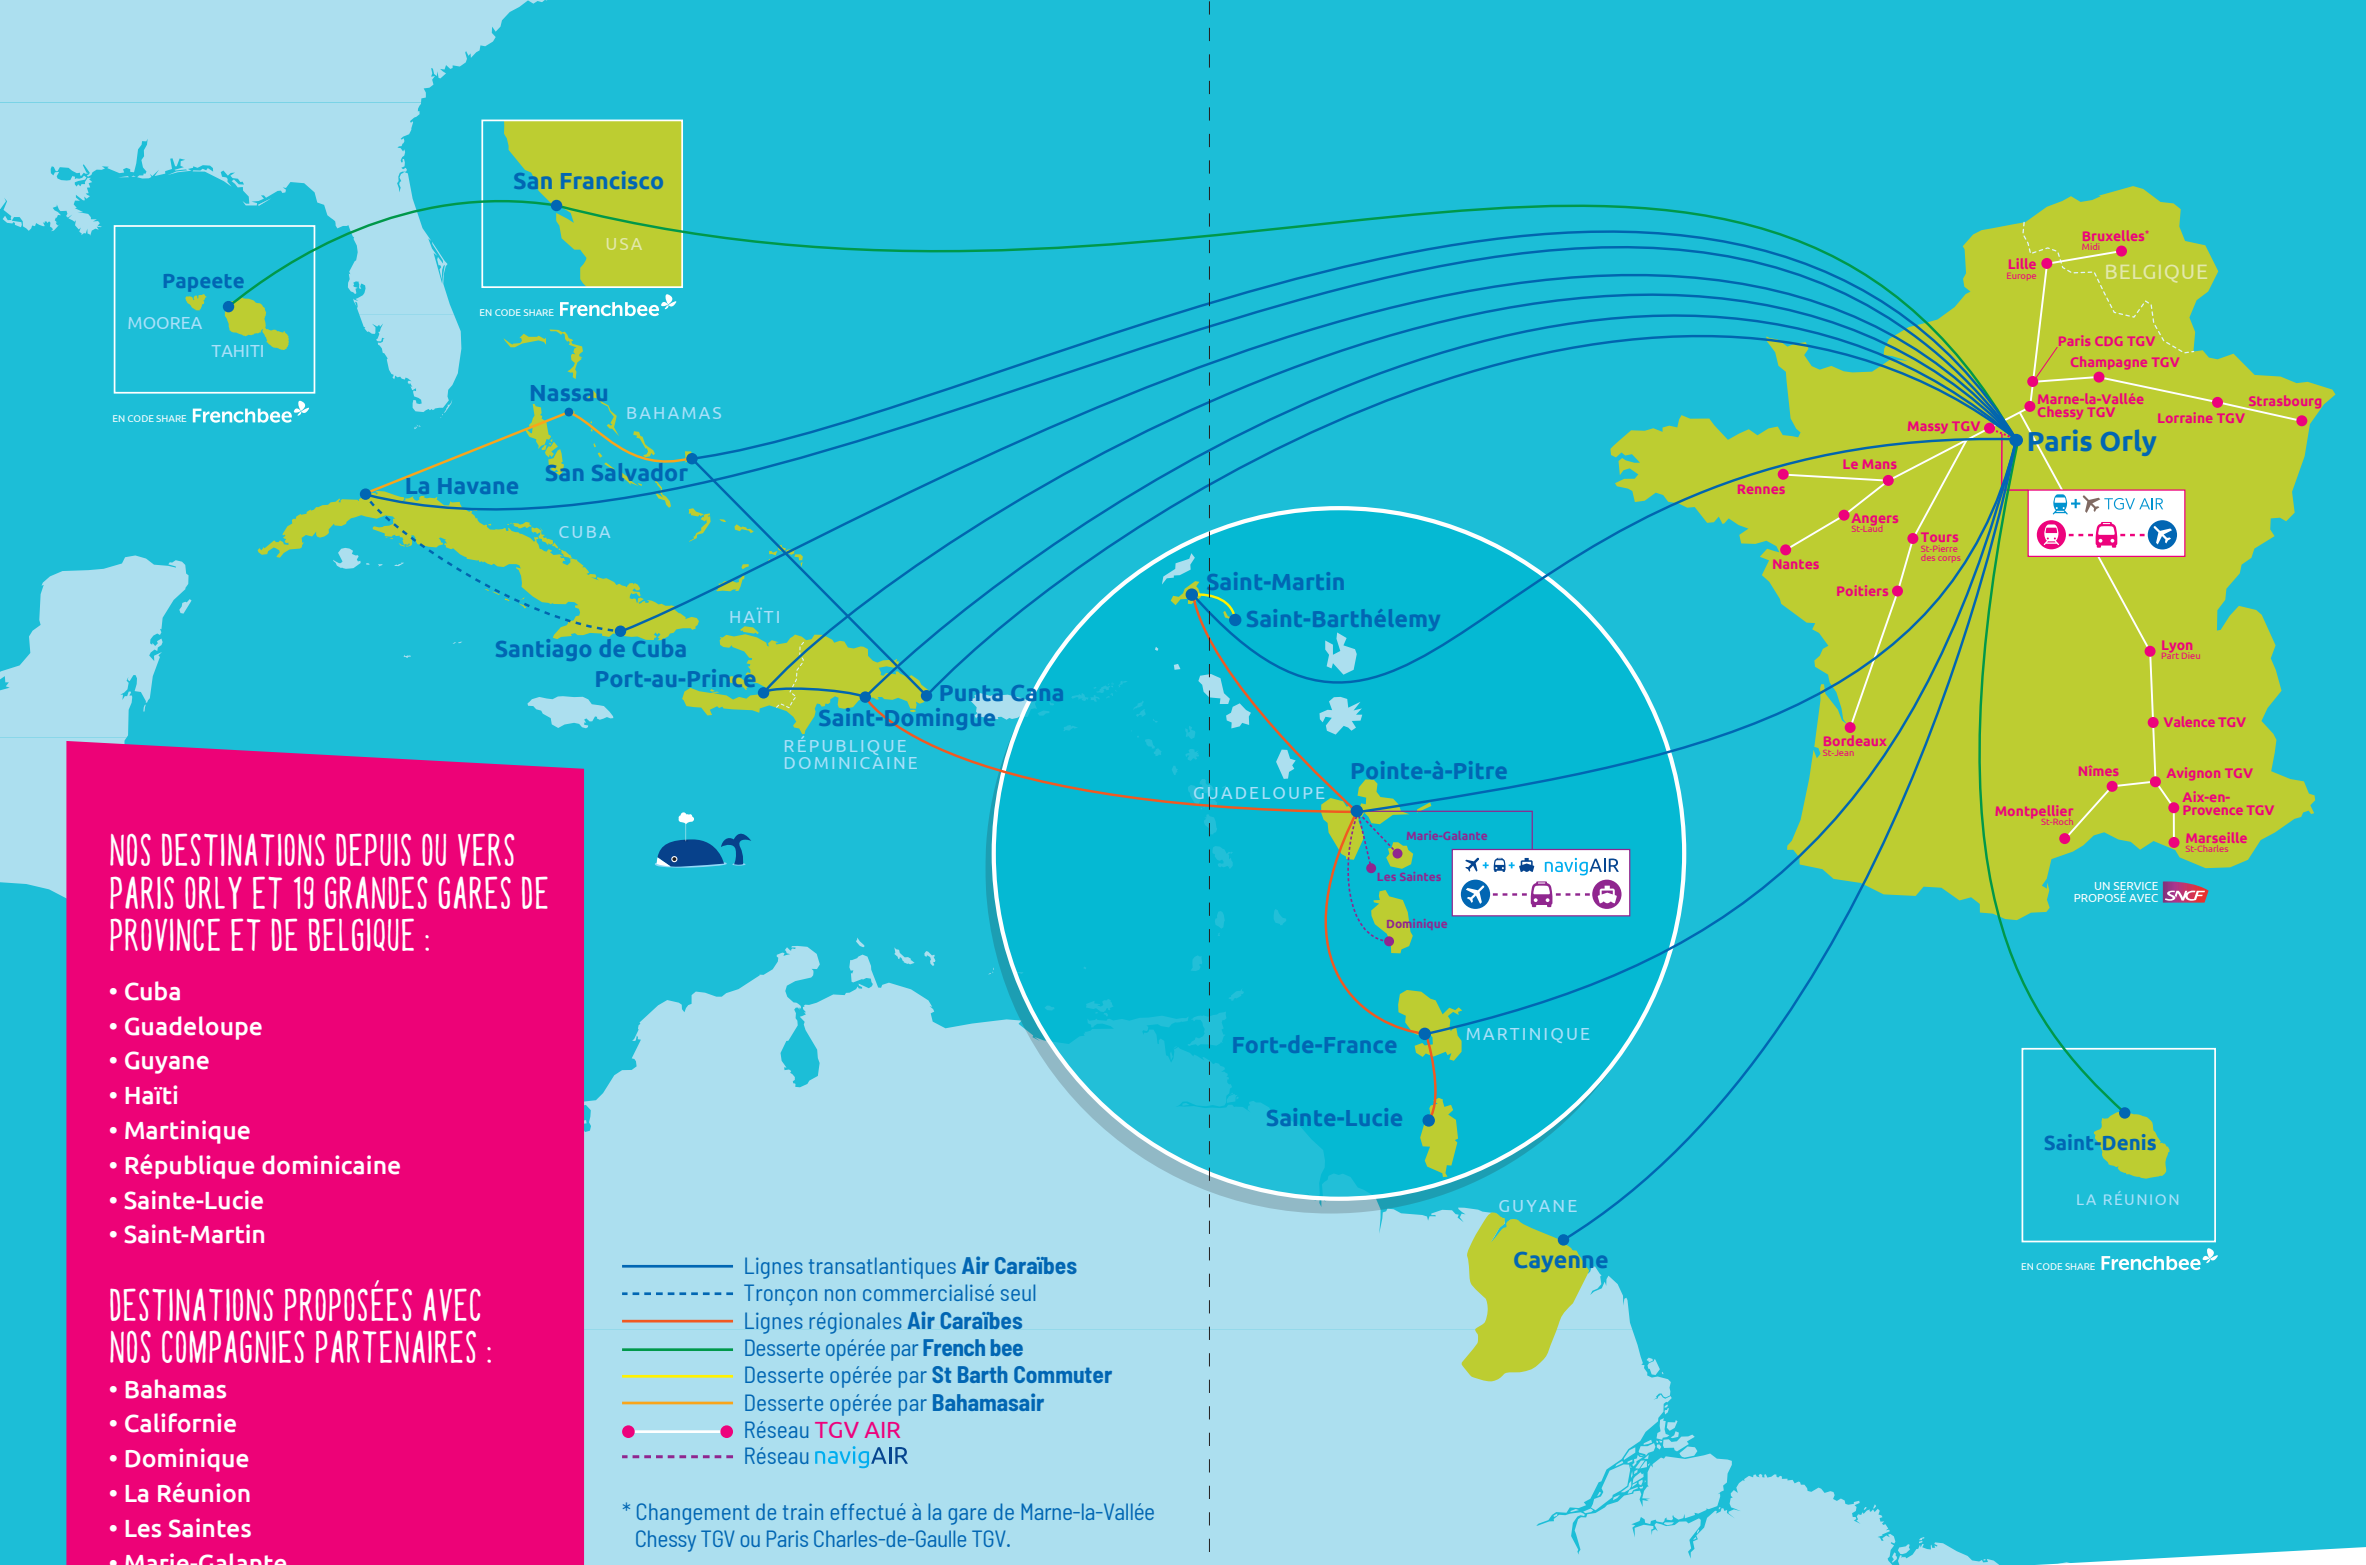 San Francisco
USA
EN CODE SHARE Frenchbee
Papeete
MOOREA
TAHITI
EN CODE SHARE Frenchbee
Nassau
BAHAMAS
San Salvador
La Havane
CUBA
Santiago de Cuba
HAÏTI
Port-au-Prince
Punta Cana
Saint-Domingue
RÉPUBLIQUE
DOMINICAINE
Saint-Martin
Saint-Barthélemy
Pointe-à-Pitre
GUADELOUPE
Marie-Galante
Les Saintes
Dominique
navigAIR
Fort-de-France
MARTINIQUE
Sainte-Lucie
GUYANE
Cayenne
Bruxelles*
Midi
Lille
Europe
BELGIQUE
Paris CDG TGV
Champagne TGV
Marne-la-Vallée
Chessy TGV
Strasbourg
Lorraine TGV
Massy TGV
Paris Orly
Le Mans
Rennes
TGV AIR
Angers
St-Laud
Tours
St-Pierre
des corps
Nantes
Poitiers
Lyon
Part Dieu
Valence TGV
Bordeaux
St-Jean
Nîmes
Avignon TGV
Aix-en-
Provence TGV
Montpellier
St-Roch
Marseille
St-Charles
UN SERVICE
PROPOSÉ AVEC SNCF
Saint-Denis
LA RÉUNION
EN CODE SHARE Frenchbee
NOS DESTINATIONS DEPUIS OU VERS
PARIS ORLY ET 19 GRANDES GARES DE
PROVINCE ET DE BELGIQUE :
• Cuba
• Guadeloupe
• Guyane
• Haïti
• Martinique
• République dominicaine
• Sainte-Lucie
• Saint-Martin
DESTINATIONS PROPOSÉES AVEC
NOS COMPAGNIES PARTENAIRES :
• Bahamas
• Californie
• Dominique
• La Réunion
• Les Saintes
• Marie-Galante
Lignes transatlantiques Air Caraïbes
Tronçon non commercialisé seul
Lignes régionales Air Caraïbes
Desserte opérée par French bee
Desserte opérée par St Barth Commuter
Desserte opérée par Bahamasair
Réseau TGV AIR
Réseau navigAIR
* Changement de train effectué à la gare de Marne-la-Vallée
Chessy TGV ou Paris Charles-de-Gaulle TGV.